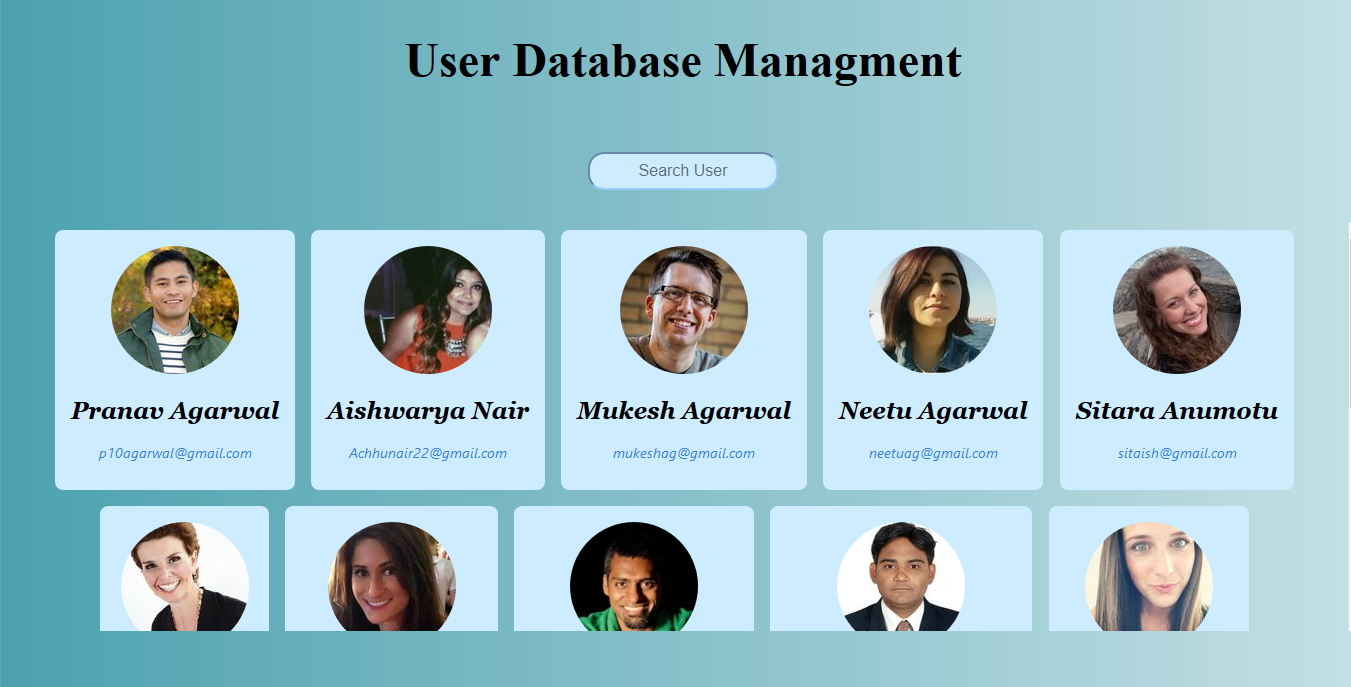 User Database Managment
Search User
Pranav Agarwal
Aishwarya Nair
Mukesh Agarwal
Neetu Agarwal
Sitara Anumotu
p10agarwal@gmail.com
Achhunair22@gmail.com
mukeshag@gmail.com
neetuag@gmail.com
sitaish@gmail.com